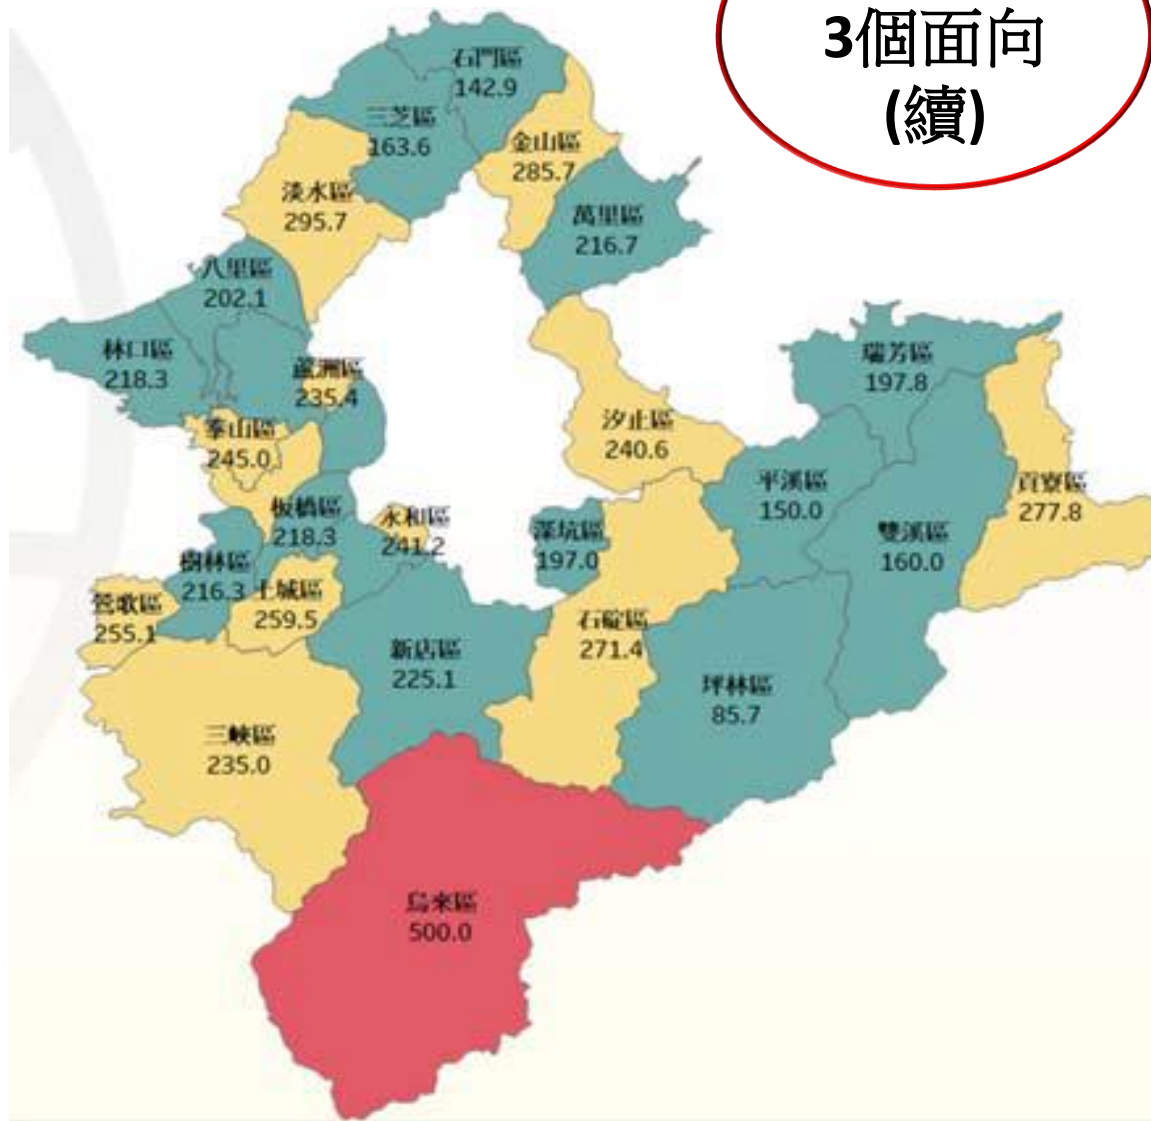 3個面向
(續)
石門區
142.9
三芝區
163.6
金山區
285.7
淡水區
295.7
萬里區
216.7
八里區
202.1
林口區
218.3
蘆洲區
235.4
瑞芳區
197.8
泰山區
245.0
汐止區
240.6
平溪區
150.0
貢寮區
277.8
板橋區
218.3
永和區
241.2
深坑區
197.0
雙溪區
160.0
樹林區
216.3
土城區
259.5
鶯歌區
255.1
石碇區
271.4
新店區
225.1
坪林區
85.7
三峽區
235.0
烏來區
500.0